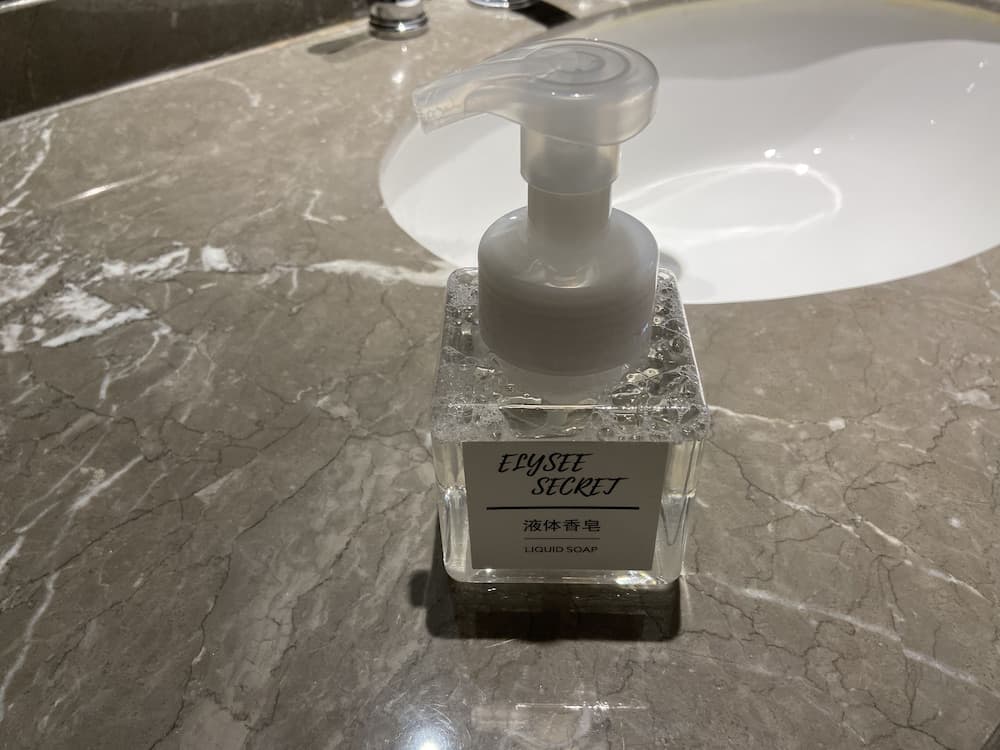 ELYSEE
SECRET
液体香皂
LIQUID SOAP